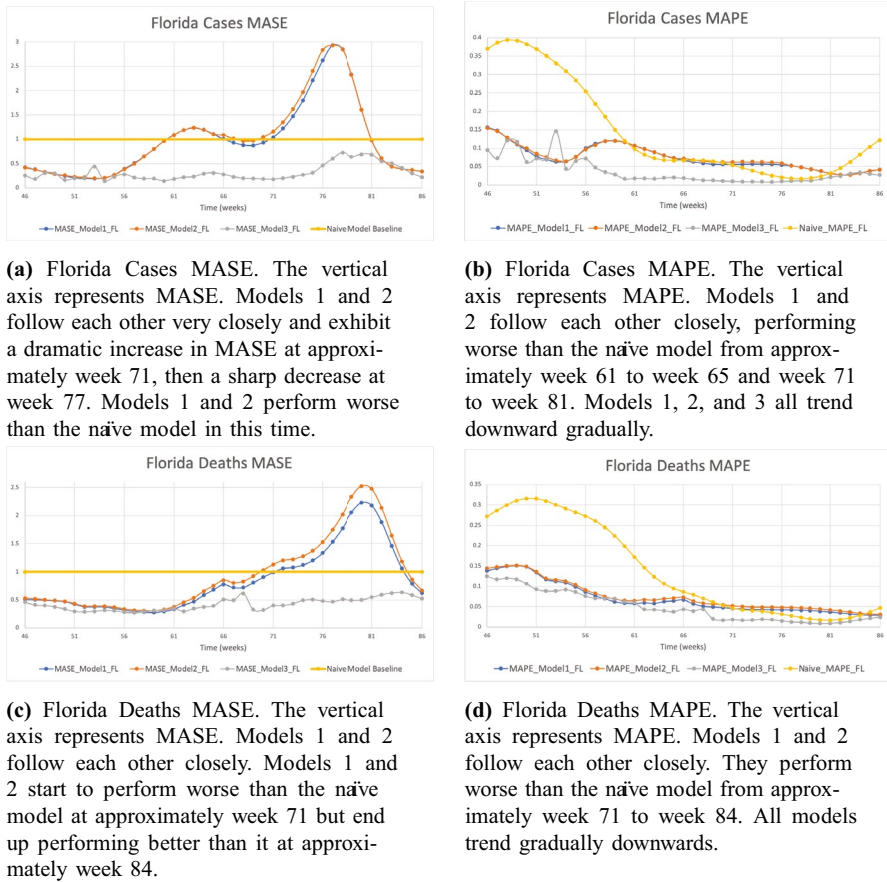 Florida Cases MASE
3
2.5
2
1.5
1
0.5
0
46 51 56 61 66 71 76 81 86
Time (weeks)
MASE_Model1_FL MASE_Model2_FL MASE_Model3_FL Naive Model Baseline
(a) Florida Cases MASE. The vertical
axis represents MASE. Models 1 and 2
follow each other very closely and exhibit
a dramatic increase in MASE at approxi-
mately week 71, then a sharp decrease at
week 77. Models 1 and 2 perform worse
than the naïve model in this time.
Florida Cases MAPE
0.4
0.35
0.3
0.25
0.2
0.15
0.1
0.05
0
46 51 56 61 66 71 76 81 86
Time (weeks)
MAPE_Model1_FL MAPE_Model2_FL MAPE_Model3_FL Naive_MAPE_FL
(b) Florida Cases MAPE. The vertical
axis represents MAPE. Models 1 and
2 follow each other closely, performing
worse than the naïve model from approx-
imately week 61 to week 65 and week 71
to week 81. Models 1, 2, and 3 all trend
downward gradually.
Florida Deaths MASE
2.5
2
1.5
1
0.5
0
46 51 56 61 66 71 76 81 86
Time (weeks)
MASE_Model1_FL MASE_Model2_FL MASE_Model3_FL Naive Model Baseline
(c) Florida Deaths MASE. The vertical
axis represents MASE. Models 1 and 2
follow each other closely. Models 1 and
2 start to perform worse than the naïve
model at approximately week 71 but end
up performing better than it at approxi-
mately week 84.
Florida Deaths MAPE
0.35
0.3
0.25
0.2
0.15
0.1
0.05
0
46 51 56 61 66 71 76 81 86
Time (weeks)
MAPE_Model1_FL MAPE_Model2_FL MAPE_Model3_FL Naive_MAPE_FL
(d) Florida Deaths MAPE. The vertical
axis represents MAPE. Models 1 and 2
follow each other closely. They perform
worse than the naïve model from approx-
imately week 71 to week 84. All models
trend gradually downwards.